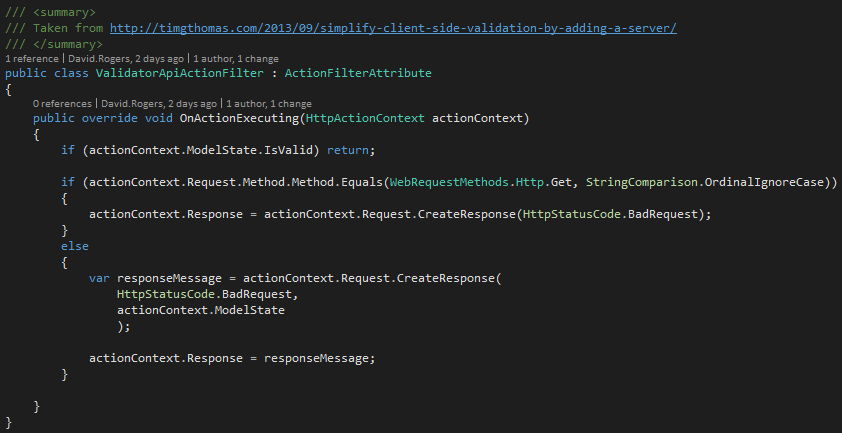 /// <summary>
/// Taken from http://timgthomas.com/2013/09/simplify-client-side-validation-by-adding-a-server/
/// </summary>
1 reference | David.Rogers, 2 days ago | 1 author, 1 change
public class ValidatorApiActionFilter : ActionFilterAttribute
{
0 references | David.Rogers, 2 days ago | 1 author, 1 change
public override void OnActionExecuting(HttpActionContext actionContext)
{
if (actionContext.ModelState.IsValid) return;
if (actionContext.Request.Method.Method.Equals(WebRequestMethods.Http.Get, StringComparison.OrdinalIgnoreCase))
{
actionContext.Response = actionContext.Request.CreateResponse(HttpStatusCode.BadRequest);
}
else
{
var responseMessage = actionContext.Request.CreateResponse(
HttpStatusCode.BadRequest,
actionContext.ModelState
);
actionContext.Response = responseMessage;
}
}
}